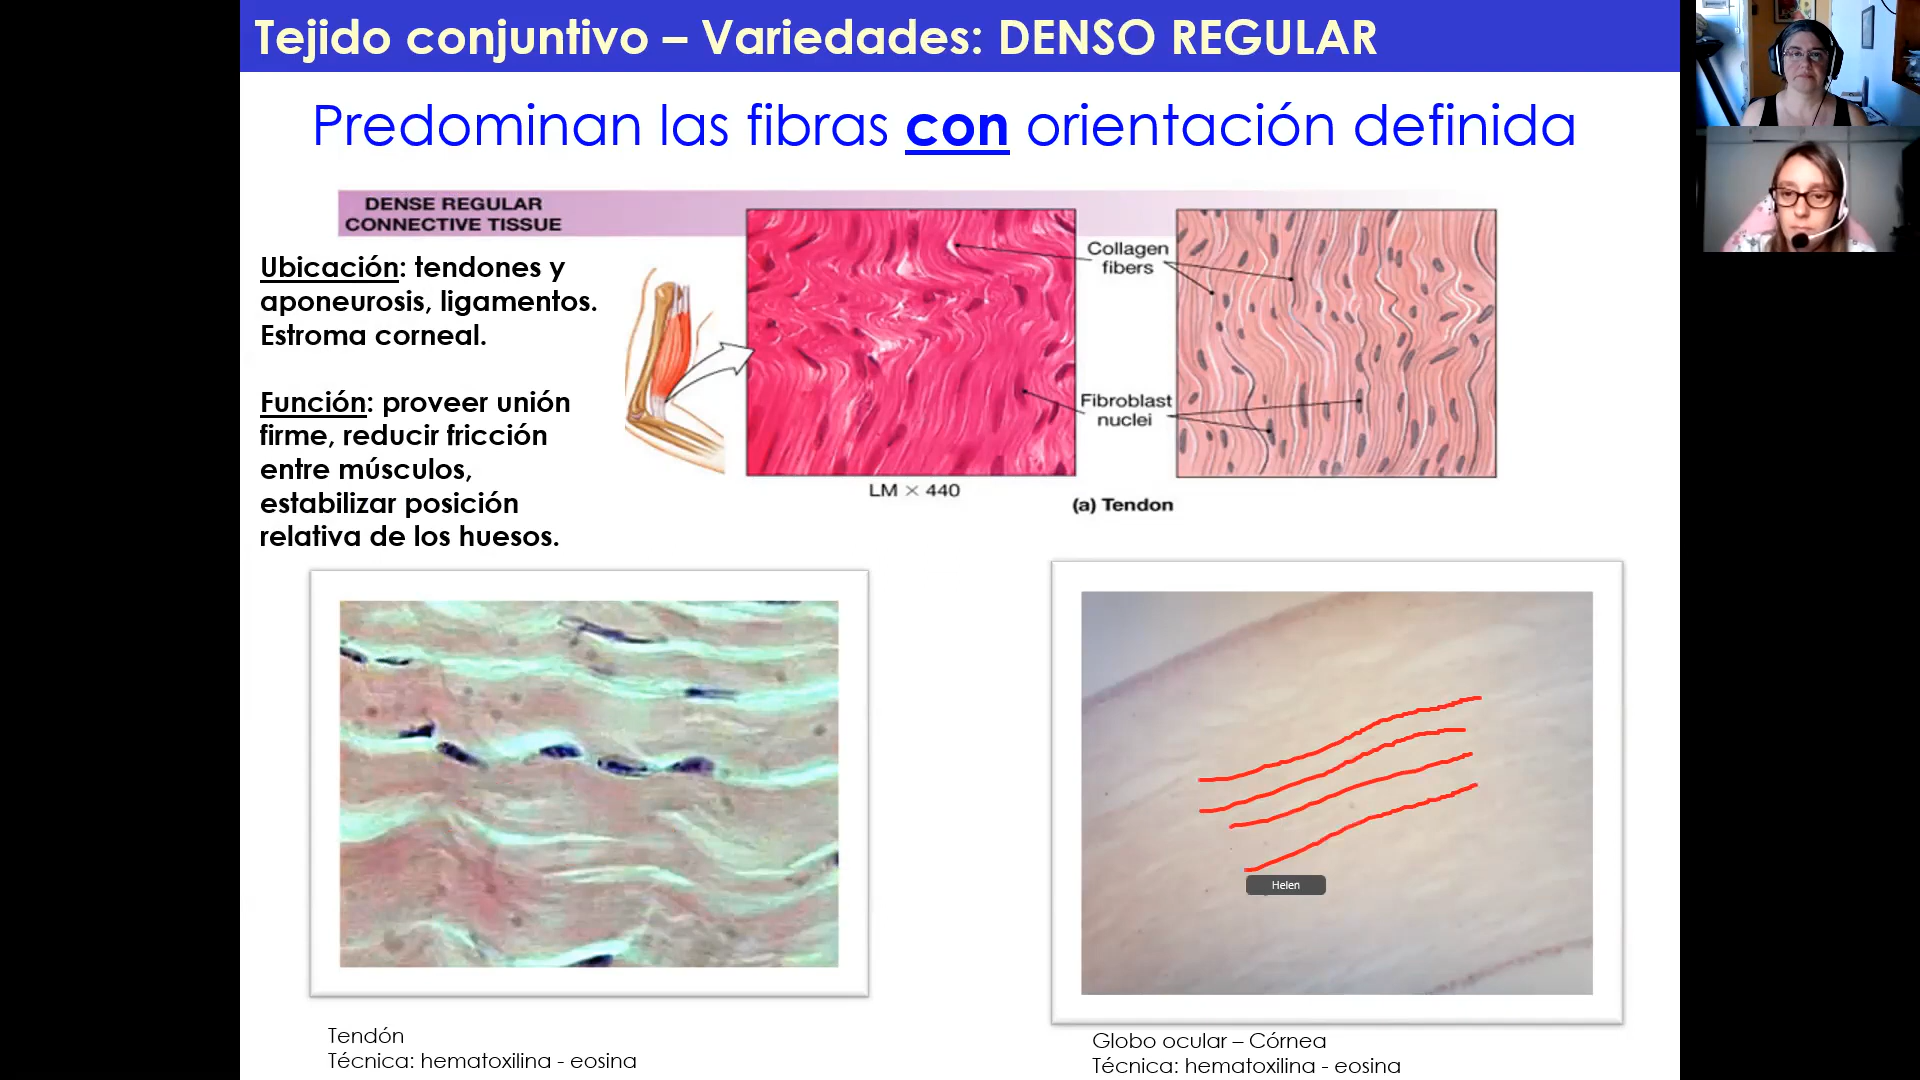 Tejido conjuntivo – Variedades: DENSO REGULAR
Predominan las fibras con orientación definida
DENSE REGULAR
CONNECTIVE TISSUE
Ubicación: tendones y
aponeurosis, ligamentos.
Estroma corneal.
Función: proveer unión
firme, reducir fricción
entre músculos,
estabilizar posición
relativa de los huesos.
Collagen
fibers
Fibroblast
nuclei
LM × 440
(a) Tendon
Helen
Tendón
Técnica: hematoxilina - eosina
Globo ocular – Córnea
Técnica: hematoxilina - eosina